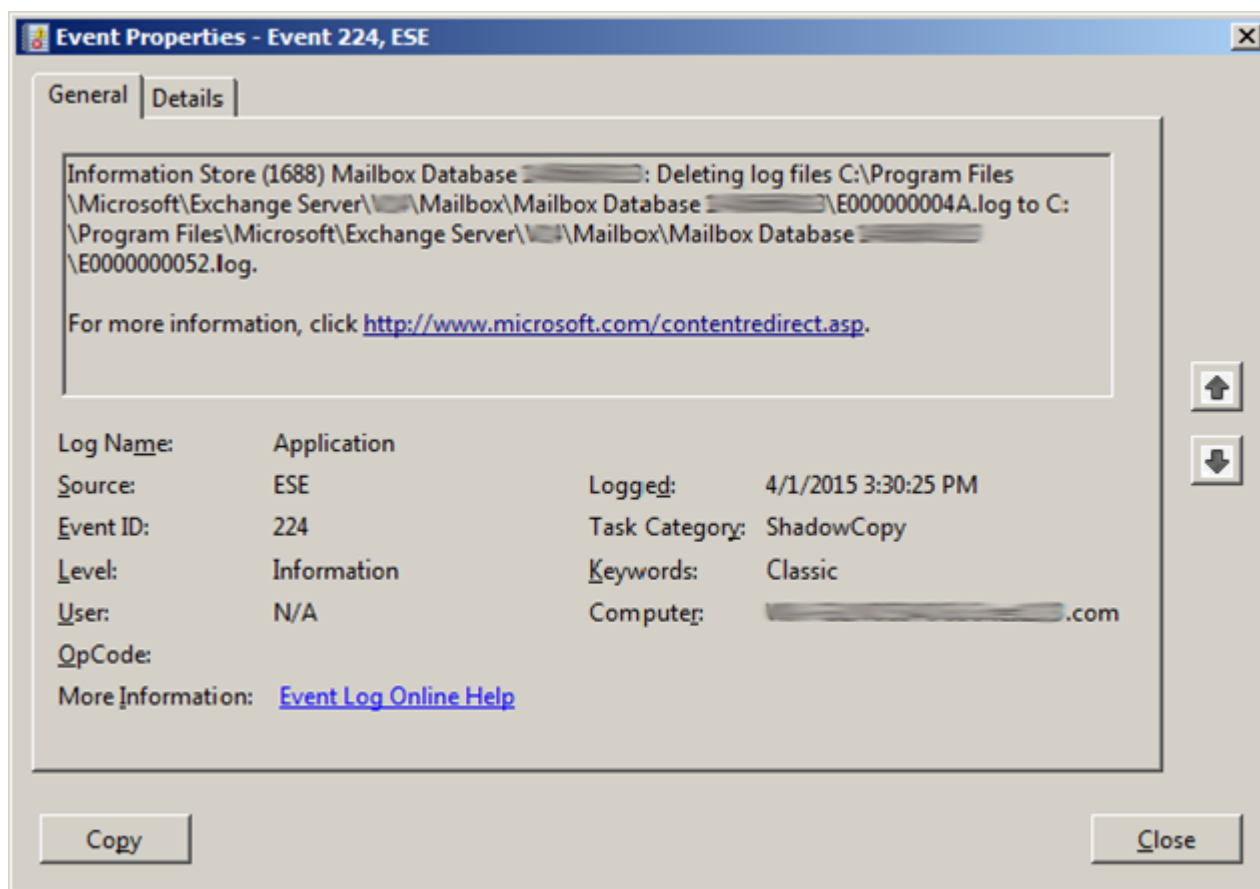 Event Properties - Event 224, ESE
General Details
Information Store (1688) Mailbox Database : Deleting log files C:\Program Files
\Microsoft\Exchange Server\ \Mailbox\Mailbox Database \E000000004A.log to C:
\Program Files\Microsoft\Exchange Server\ \Mailbox\Mailbox Database
\E0000000052.log.
For more information, click http://www.microsoft.com/contentredirect.asp.
Log Name: Application
Source: ESE Logged: 4/1/2015 3:30:25 PM
Event ID: 224 Task Category: ShadowCopy
Level: Information Keywords: Classic
User: N/A Computer: .com
OpCode:
More Information: Event Log Online Help
Copy Close